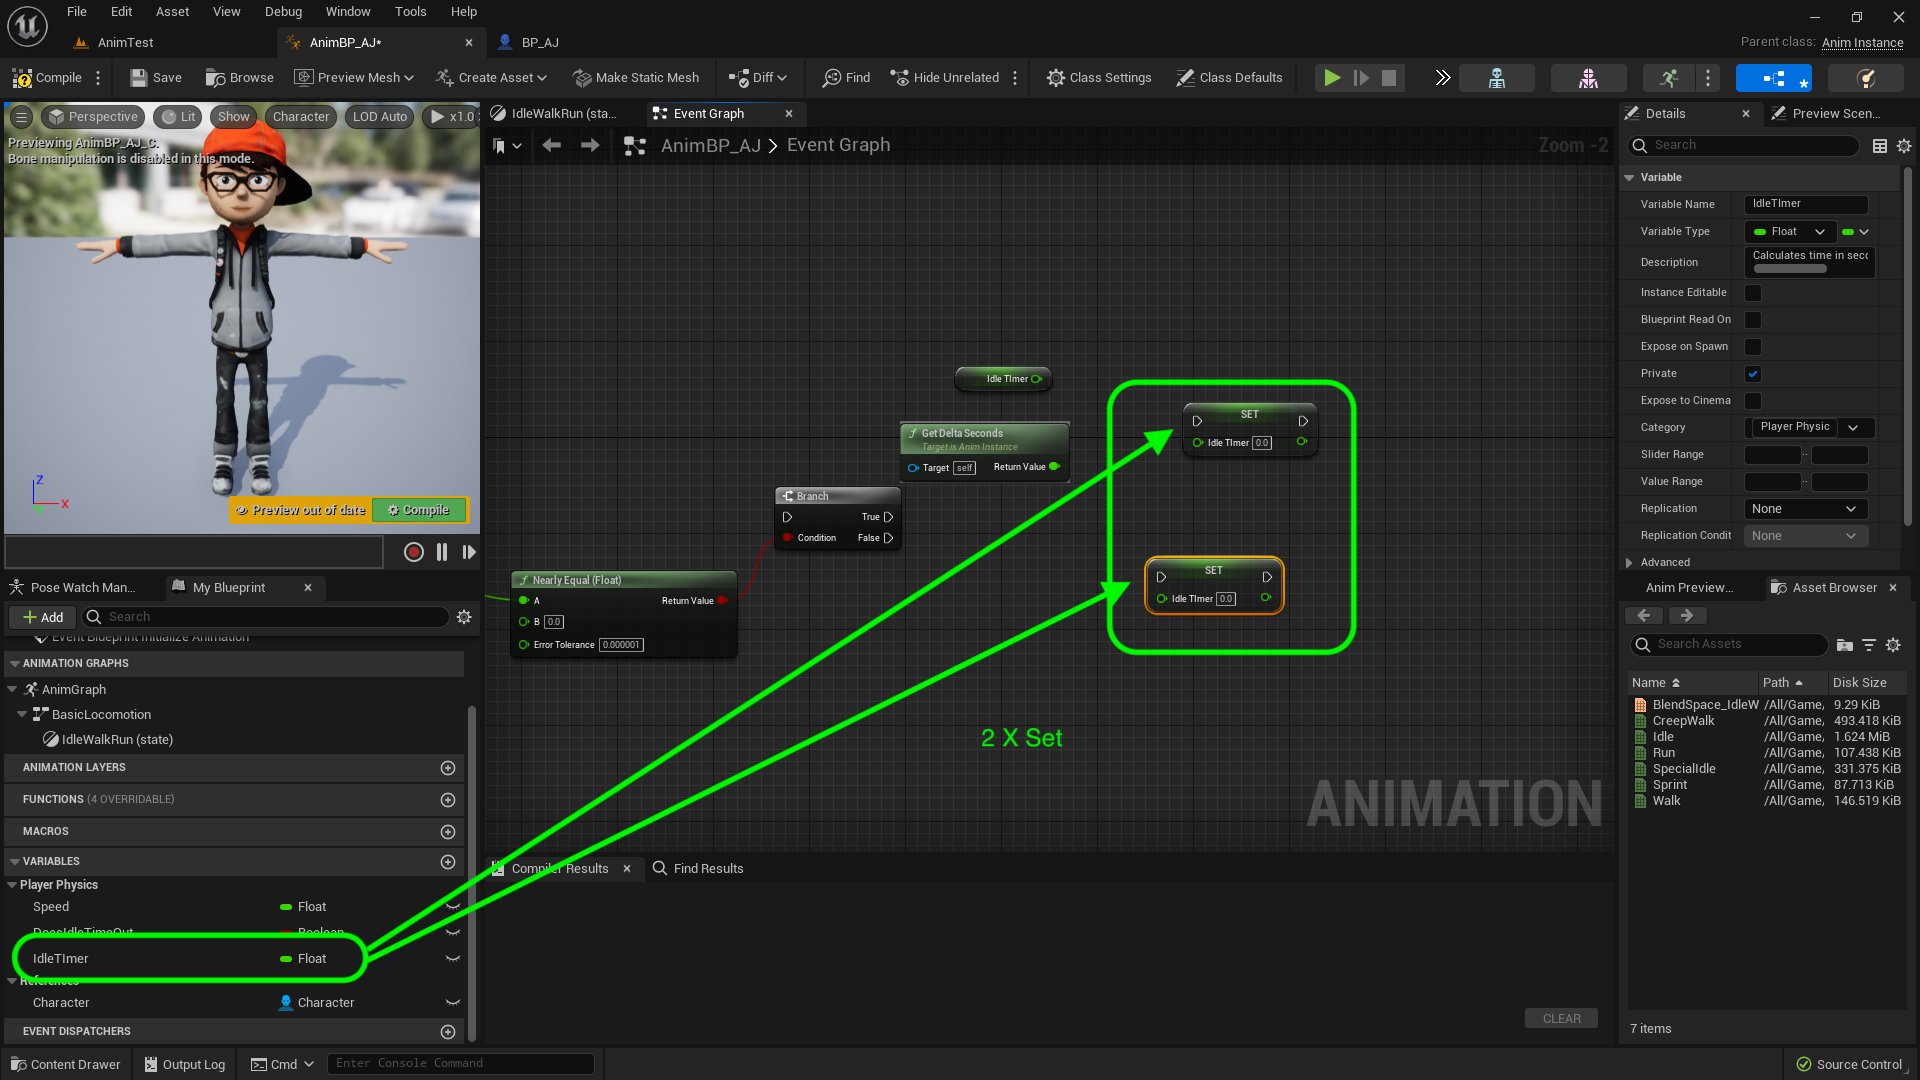 File Edit Asset View Debug Window Tools Help
AnimTest
AnimBP_AJ*
BP_AJ
Parent class: Anim Instance
Compile Save Browse Preview Mesh Create Asset Make Static Mesh Diff Find Hide Unrelated Class Settings Class Defaults
Perspective Lit Show Character LOD Auto x1.0
Previewing AnimBP_AJ_C.
Bone manipulation is disabled in this mode.
Z
X
Preview out of date Compile
Pose Watch Man...
My Blueprint
Add Search
Event Blueprint Initialize Animation
ANIMATION GRAPHS
AnimGraph
BasicLocomotion
IdleWalkRun (state)
ANIMATION LAYERS
FUNCTIONS (4 OVERRIDABLE)
MACROS
VARIABLES
Player Physics
Speed Float
DoesIdleTimeOut Boolean
IdleTImer Float
References
Character Character
EVENT DISPATCHERS
IdleWalkRun (sta...
Event Graph
AnimBP_AJ > Event Graph
Zoom -2
Idle TImer
Get Delta Seconds
Target is Anim Instance
Target self Return Value
Branch
True
Condition False
Nearly Equal (Float)
A Return Value
B 0.0
Error Tolerance 0.000001
SET
Idle TImer 0.0
SET
Idle TImer 0.0
2 X Set
ANIMATION
Compiler Results
Find Results
CLEAR
Details
Preview Scen...
Search
Variable
Variable Name IdleTImer
Variable Type Float
Description Calculates time in secc
Instance Editable
Blueprint Read On
Expose on Spawn
Private
Expose to Cinema
Category Player Physic
Slider Range
Value Range
Replication None
Replication Condit None
Advanced
Anim Preview...
Asset Browser
Search Assets
Name Path Disk Size
BlendSpace_IdleW /All/Game, 9.29 KiB
CreepWalk /All/Game, 493.418 KiB
Idle /All/Game, 1.624 MiB
Run /All/Game, 107.438 KiB
SpecialIdle /All/Game, 331.375 KiB
Sprint /All/Game, 87.713 KiB
Walk /All/Game, 146.519 KiB
7 items
Content Drawer Output Log Cmd Enter Console Command
Source Control